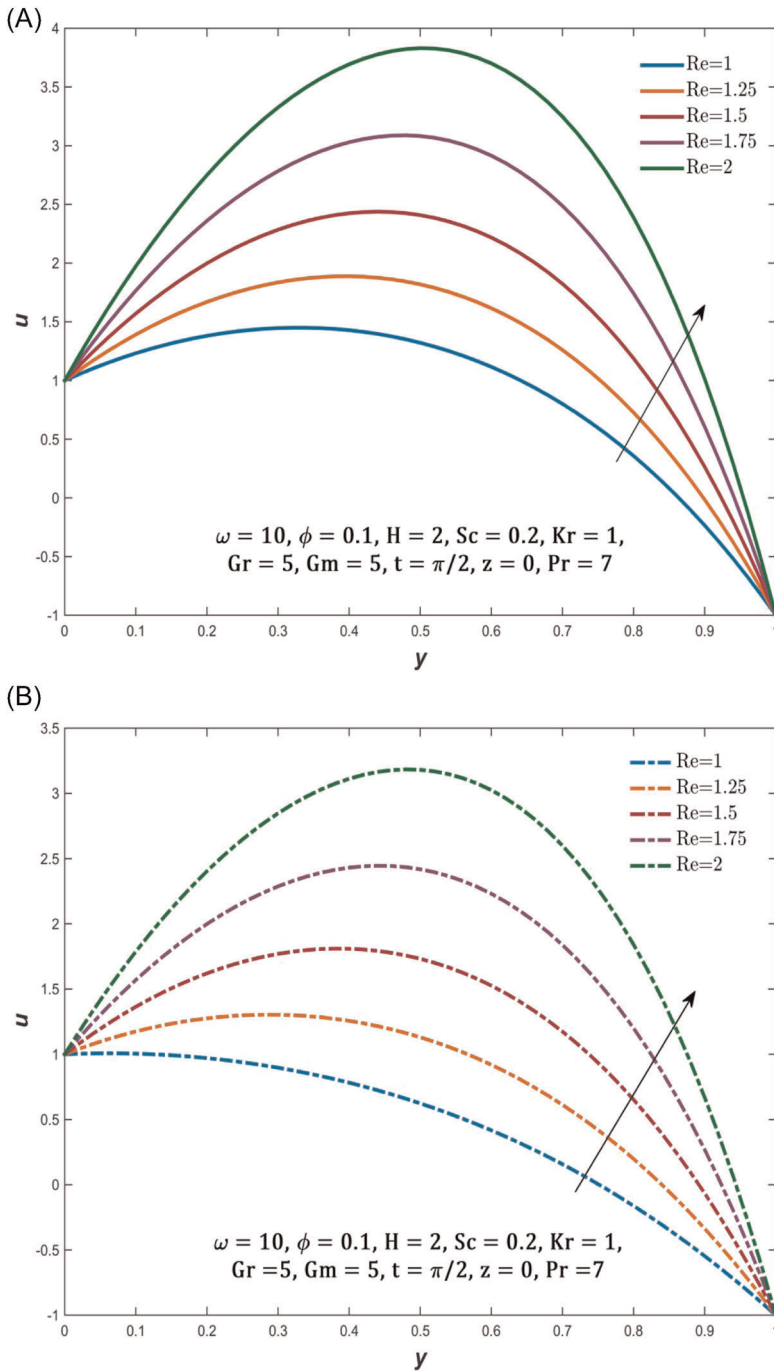 (A)
4
3.5
3
2.5
2
1.5
1
0.5
0
-0.5
-1
u
Re=1
Re=1.25
Re=1.5
Re=1.75
Re=2
ω = 10, ϕ = 0.1, H = 2, Sc = 0.2, Kr = 1,
Gr = 5, Gm = 5, t = π/2, z = 0, Pr = 7
0 0.1 0.2 0.3 0.4 0.5 0.6 0.7 0.8 0.9
y
(B)
3.5
3
2.5
2
1.5
1
0.5
0
-0.5
-1
u
Re=1
Re=1.25
Re=1.5
Re=1.75
Re=2
ω = 10, ϕ = 0.1, H = 2, Sc = 0.2, Kr = 1,
Gr =5, Gm = 5, t = π/2, z = 0, Pr =7
0 0.1 0.2 0.3 0.4 0.5 0.6 0.7 0.8 0.9
y